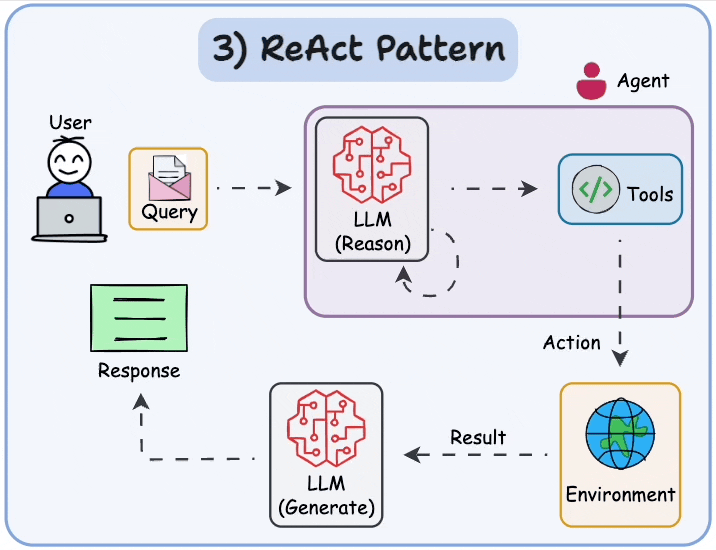 3) ReAct Pattern
Agent
User
Query
LLM
(Reason)
</> Tools
Action
Response
LLM
(Generate)
Result
Environment